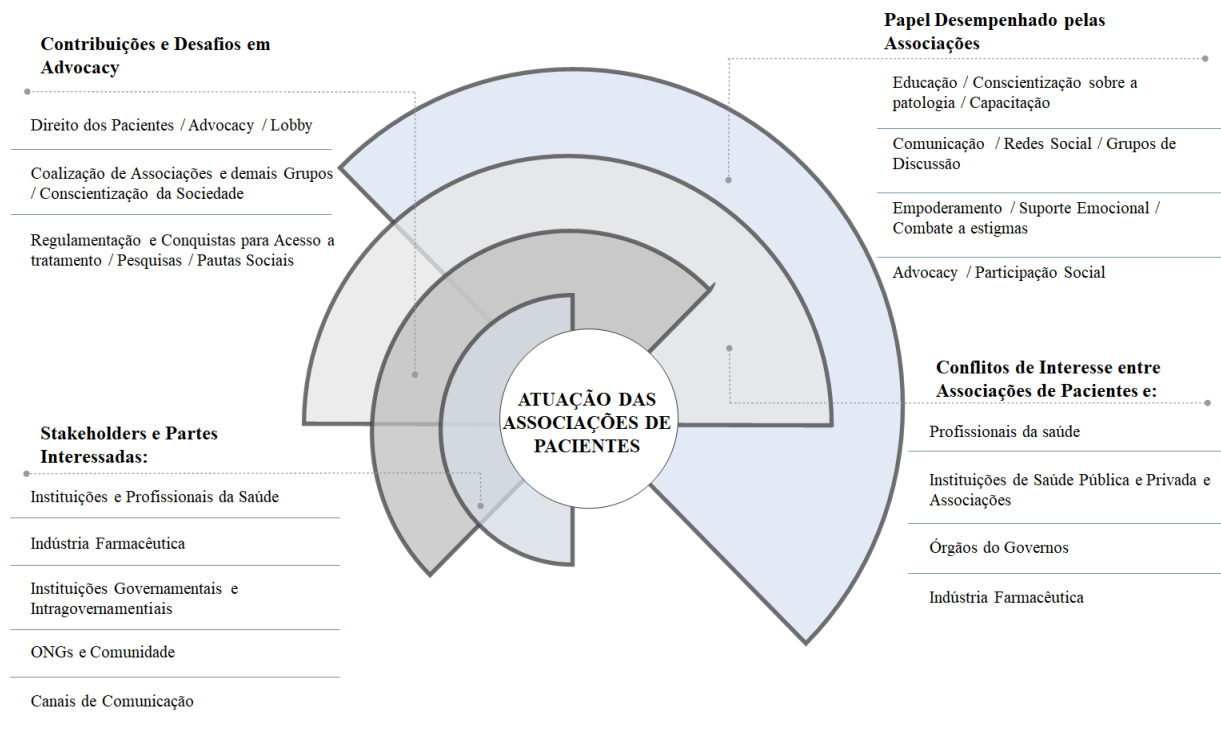 Contribuições e Desafios em
Advocacy
Direito dos Pacientes / Advocacy / Lobby
Coalização de Associações e demais Grupos
/ Conscientização da Sociedade
Regulamentação e Conquistas para Acesso a
tratamento / Pesquisas / Pautas Sociais
Stakeholders e Partes
Interessadas:
Instituições e Profissionais da Saúde
Indústria Farmacêutica
Instituições Governamentais e
Intragovernamentiais
ONGs e Comunidade
Canais de Comunicação
ATUAÇÃO DAS
ASSOCIAÇÕES DE
PACIENTES
Papel Desempenhado pelas
Associações
Educação / Conscientização sobre a
patologia / Capacitação
Comunicação / Redes Social / Grupos de
Discussão
Empoderamento / Suporte Emocional /
Combate a estigmas
Advocacy / Participação Social
Conflitos de Interesse entre
Associações de Pacientes e:
Profissionais da saúde
Instituições de Saúde Pública e Privada e
Associações
Órgãos do Governos
Indústria Farmacêutica